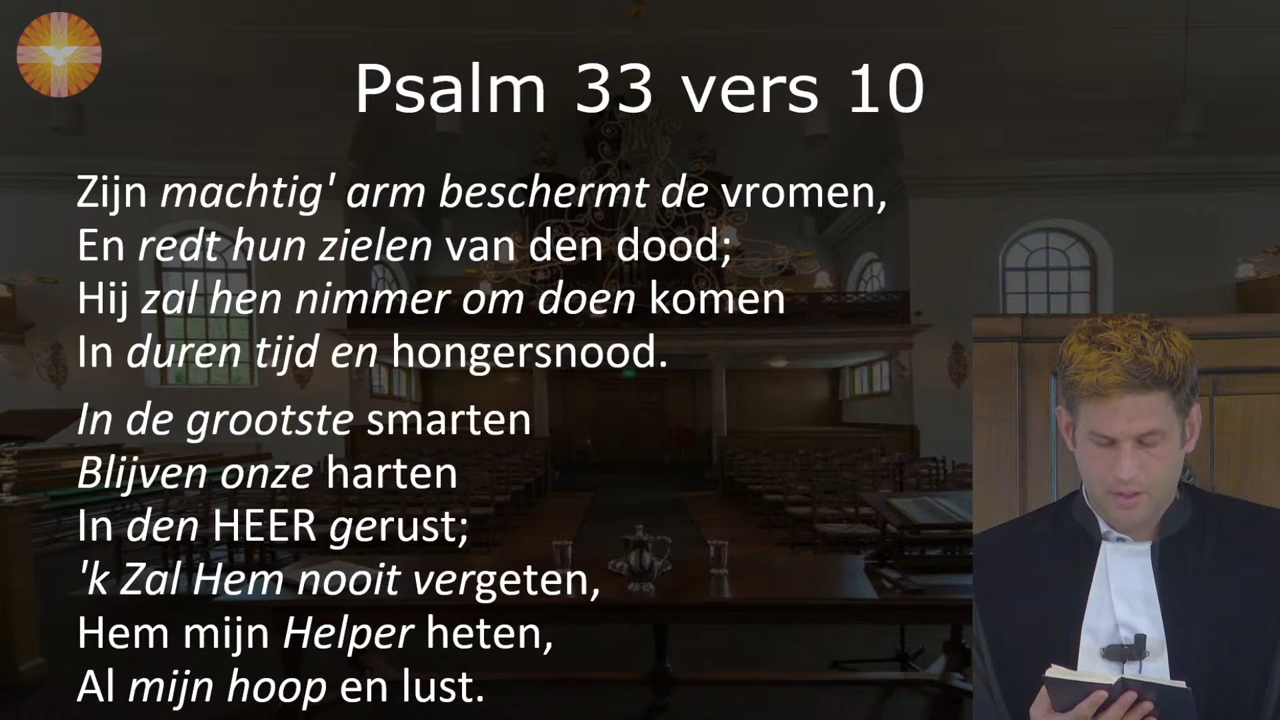 Psalm 33 vers 10
Zijn machtig' arm beschermt de vromen,
En redt hun zielen van den dood;
Hij zal hen nimmer om doen komen
In duren tijd en hongersnood.
In de grootste smarten
Blijven onze harten
In den HEER gerust;
'k Zal Hem nooit vergeten,
Hem mijn Helper heten,
Al mijn hoop en lust.